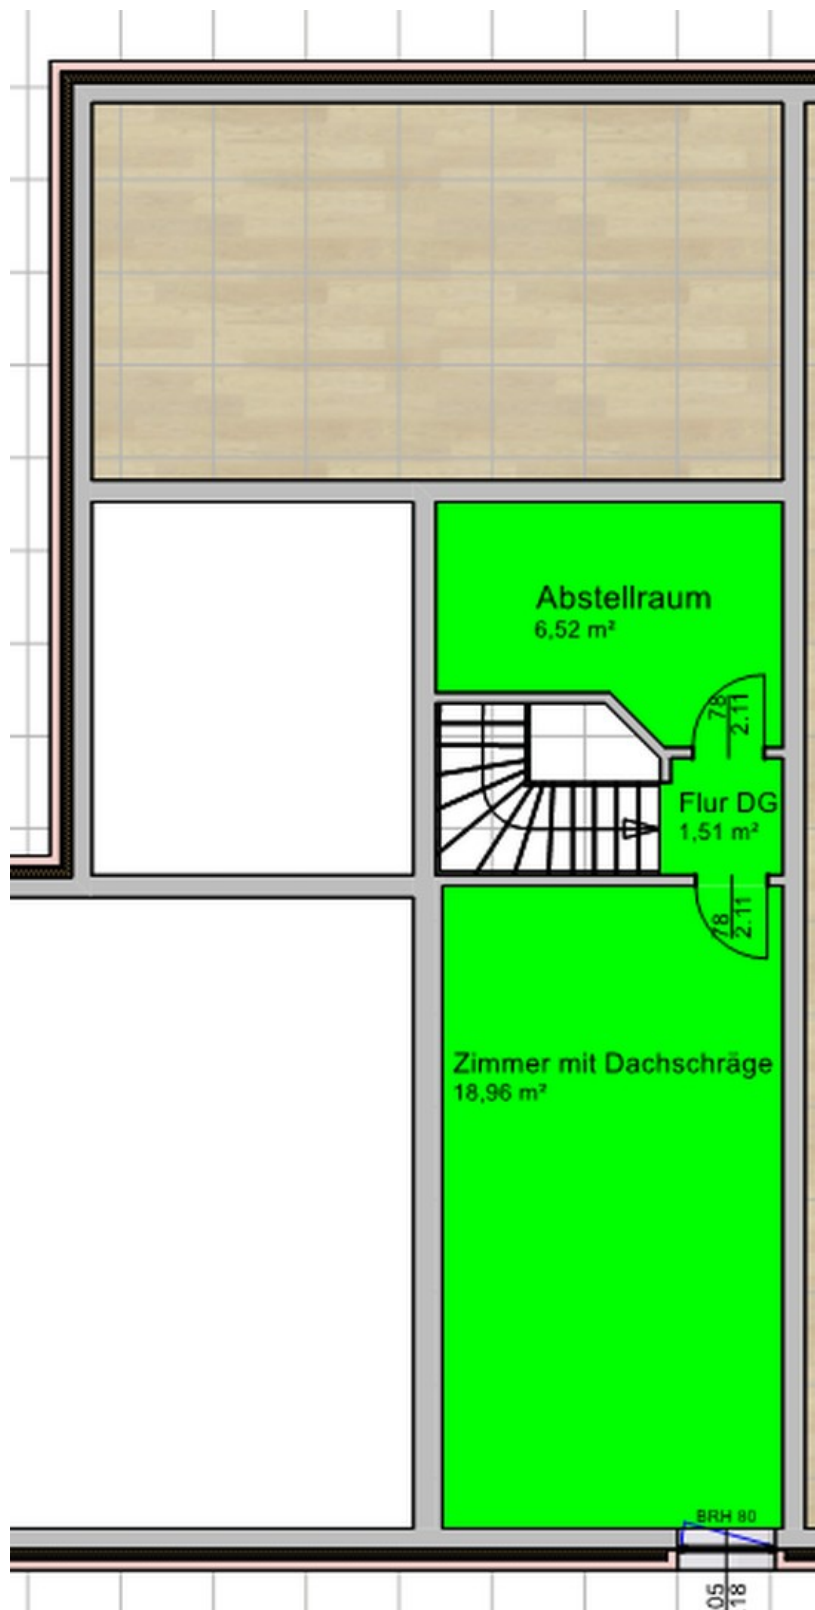 Abstellraum
6,52 m²
78
2.11
Flur DG
1,51 m²
78
2.11
Zimmer mit Dachschräge
18,96 m²
BRH 80
05
18